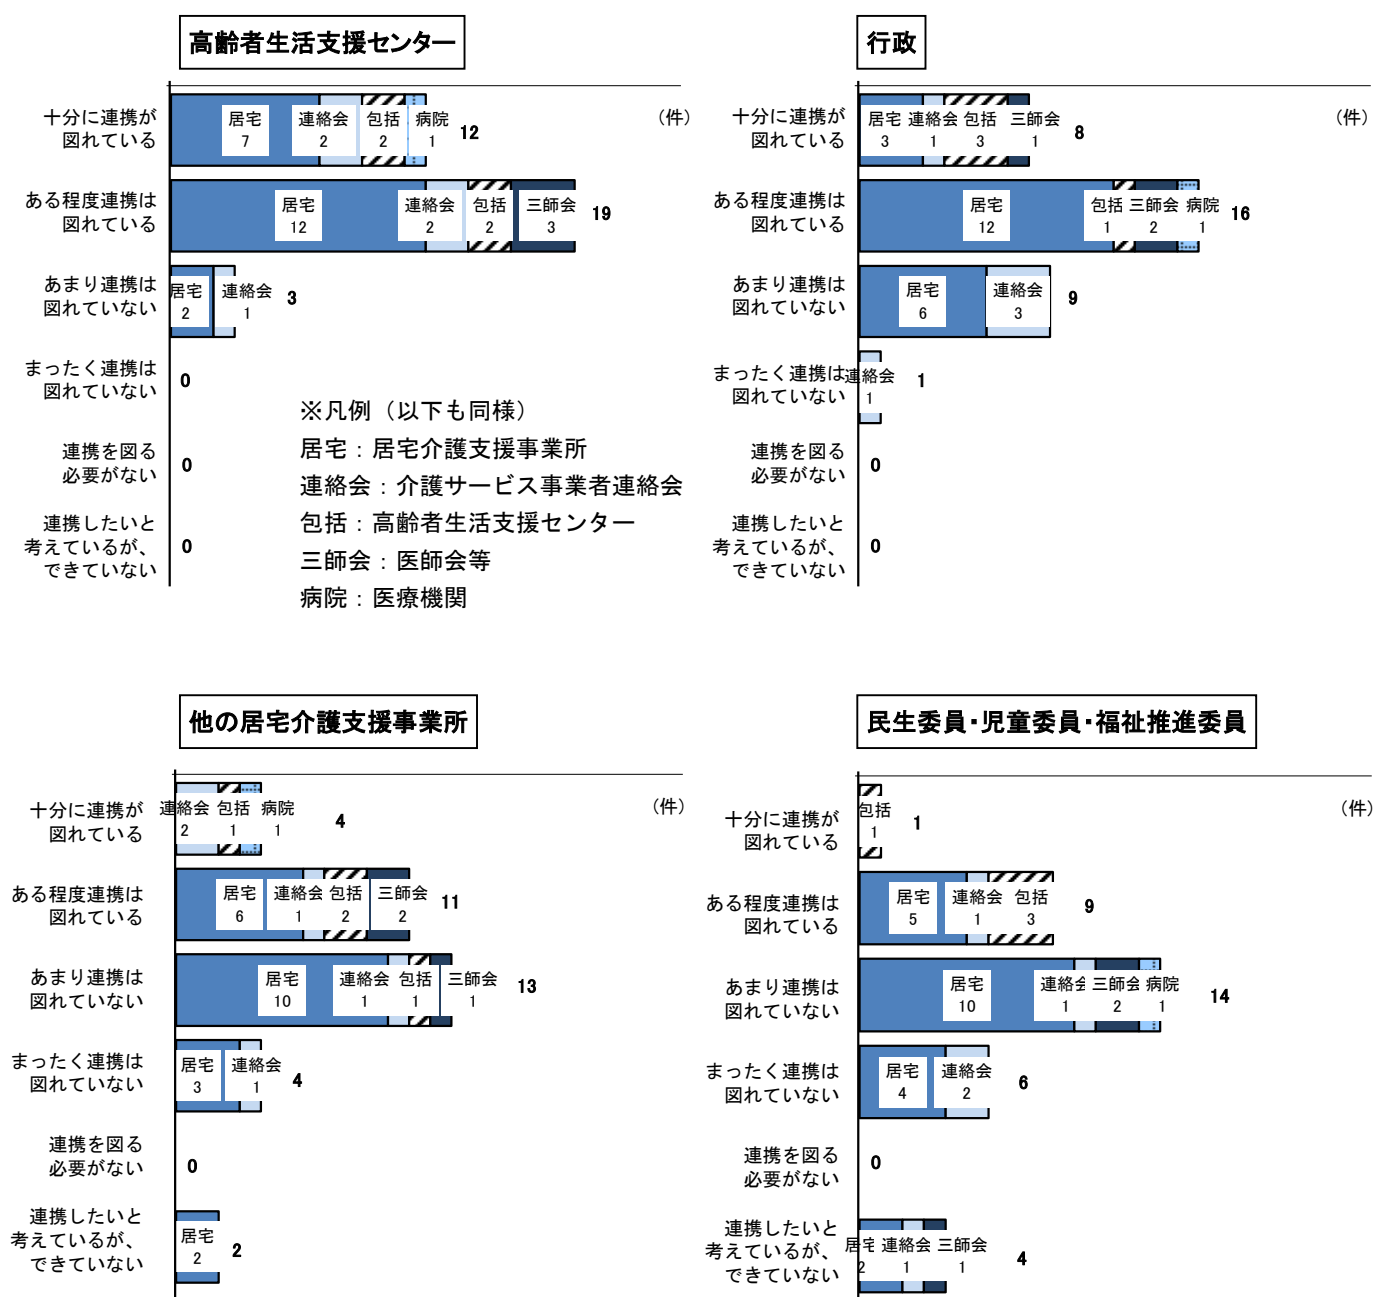 高齢者生活支援センター
(件)
十分に連携が
図れている
居宅 連絡会 包括 病院
7 2 2 1
12
ある程度連携は
図れている
居宅 連絡会 包括 三師会
12 2 2 3
19
あまり連携は
図れていない
居宅 連絡会
2 1
3
まったく連携は
図れていない
0
連携を図る
必要がない
0
連携したいと
考えているが、
できていない
0
※凡例（以下も同様）
居宅：居宅介護支援事業所
連絡会：介護サービス事業者連絡会
包括：高齢者生活支援センター
三師会：医師会等
病院：医療機関
行政
(件)
十分に連携が
図れている
居宅 連絡会 包括 三師会
3 1 3 1
8
ある程度連携は
図れている
居宅 包括 三師会 病院
12 1 2 1
16
あまり連携は
図れていない
居宅 連絡会
6 3
9
まったく連携は
図れていない
連絡会
1
1
連携を図る
必要がない
0
連携したいと
考えているが、
できていない
0
他の居宅介護支援事業所
(件)
十分に連携が
図れている
連絡会 包括 病院
2 1 1
4
ある程度連携は
図れている
居宅 連絡会 包括 三師会
6 1 2 2
11
あまり連携は
図れていない
居宅 連絡会 包括 三師会
10 1 1 1
13
まったく連携は
図れていない
居宅 連絡会
3 1
4
連携を図る
必要がない
0
連携したいと
考えているが、
できていない
居宅
2
2
民生委員・児童委員・福祉推進委員
(件)
十分に連携が
図れている
包括
1
1
ある程度連携は
図れている
居宅 連絡会 包括
5 1 3
9
あまり連携は
図れていない
居宅 連絡会 三師会 病院
10 1 2 1
14
まったく連携は
図れていない
居宅 連絡会
4 2
6
連携を図る
必要がない
0
連携したいと
考えているが、
できていない
居宅 連絡会 三師会
2 1 1
4